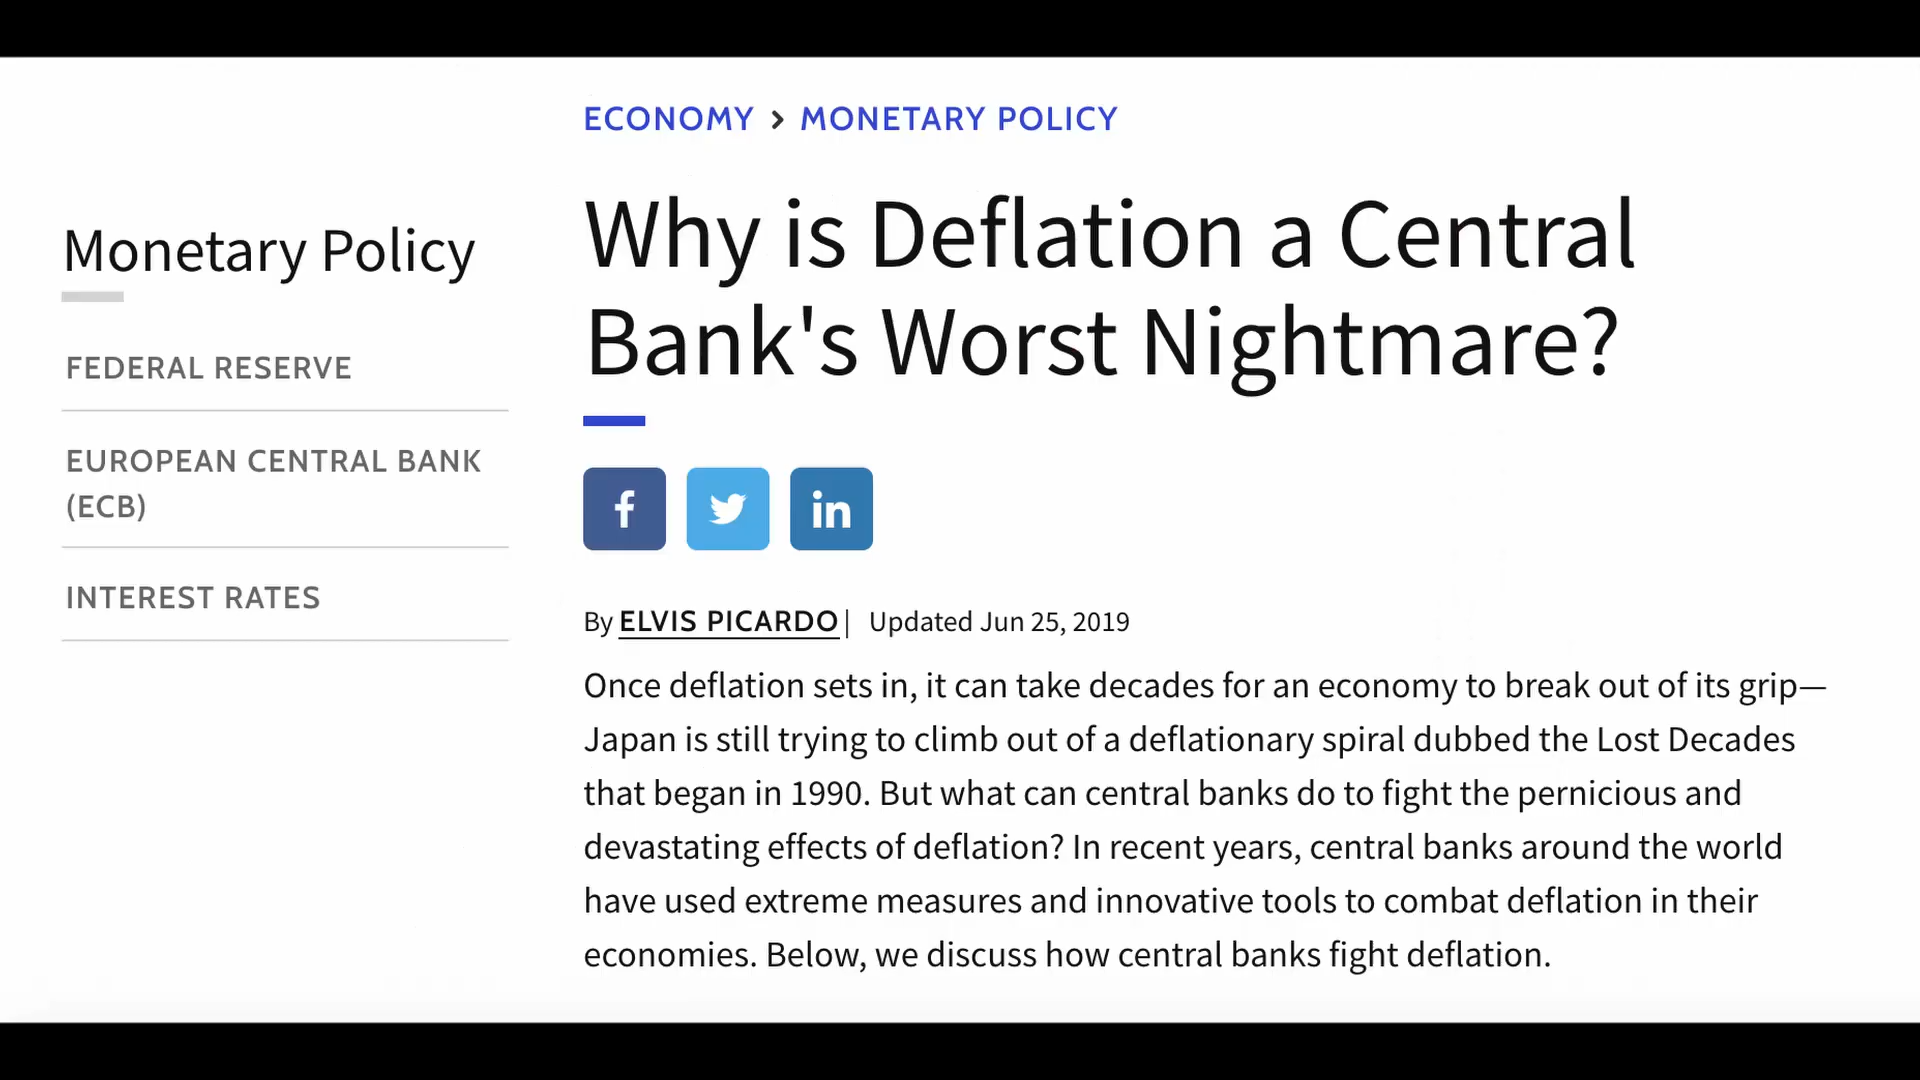 ECONOMY > MONETARY POLICY
Monetary Policy
FEDERAL RESERVE
EUROPEAN CENTRAL BANK
(ECB)
INTEREST RATES
Why is Deflation a Central
Bank's Worst Nightmare?
f
in
By ELVIS PICARDO | Updated Jun 25, 2019
Once deflation sets in, it can take decades for an economy to break out of its grip—
Japan is still trying to climb out of a deflationary spiral dubbed the Lost Decades
that began in 1990. But what can central banks do to fight the pernicious and
devastating effects of deflation? In recent years, central banks around the world
have used extreme measures and innovative tools to combat deflation in their
economies. Below, we discuss how central banks fight deflation.